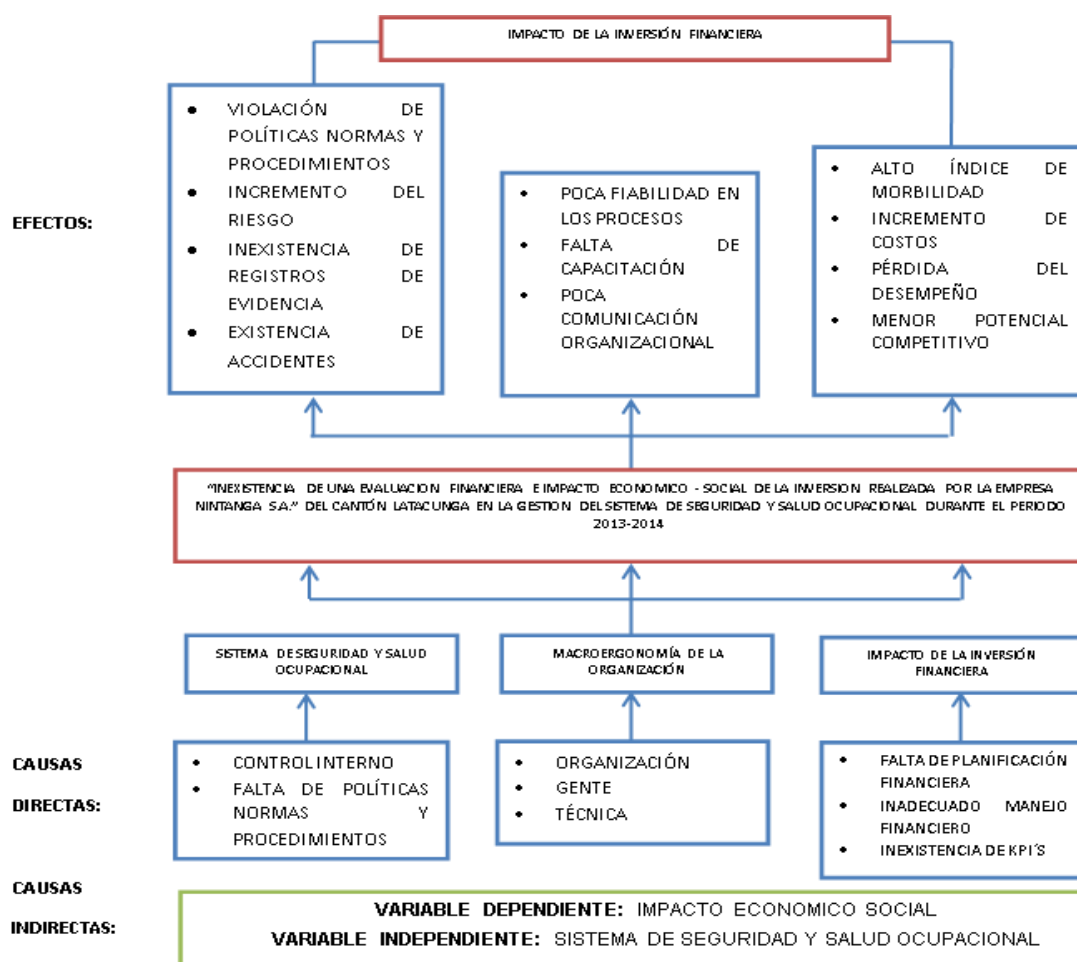 IMPACTO DE LA INVERSIÓN FINANCIERA
EFECTOS:
• VIOLACIÓN DE
POLÍTICAS NORMAS Y
PROCEDIMIENTOS
• INCREMENTO DEL
RIESGO
• INEXISTENCIA DE
REGISTROS DE
EVIDENCIA
• EXISTENCIA DE
ACCIDENTES
• POCA FIABILIDAD EN
LOS PROCESOS
• FALTA DE
CAPACITACIÓN
• POCA
COMUNICACIÓN
ORGANIZACIONAL
• ALTO ÍNDICE DE
MORBILIDAD
• INCREMENTO DE
COSTOS
• PÉRDIDA DEL
DESEMPEÑO
• MENOR POTENCIAL
COMPETITIVO
"INEXISTENCIA DE UNA EVALUACION FINANCIERA E IMPACTO ECONOMICO - SOCIAL DE LA INVERSION REALIZADA POR LA EMPRESA
NINTANGA S.A." DEL CANTÓN LATACUNGA EN LA GESTION DEL SISTEMA DE SEGURIDAD Y SALUD OCUPACIONAL DURANTE EL PERIODO
2013-2014
SISTEMA DE SEGURIDAD Y SALUD
OCUPACIONAL
MACROERGONOMÍA DE LA
ORGANIZACIÓN
IMPACTO DE LA INVERSIÓN
FINANCIERA
CAUSAS
DIRECTAS:
• CONTROL INTERNO
• FALTA DE POLÍTICAS
NORMAS Y
PROCEDIMIENTOS
• ORGANIZACIÓN
• GENTE
• TÉCNICA
• FALTA DE PLANIFICACIÓN
FINANCIERA
• INADECUADO MANEJO
FINANCIERO
• INEXISTENCIA DE KPI´S
CAUSAS
INDIRECTAS:
VARIABLE DEPENDIENTE: IMPACTO ECONOMICO SOCIAL
VARIABLE INDEPENDIENTE: SISTEMA DE SEGURIDAD Y SALUD OCUPACIONAL